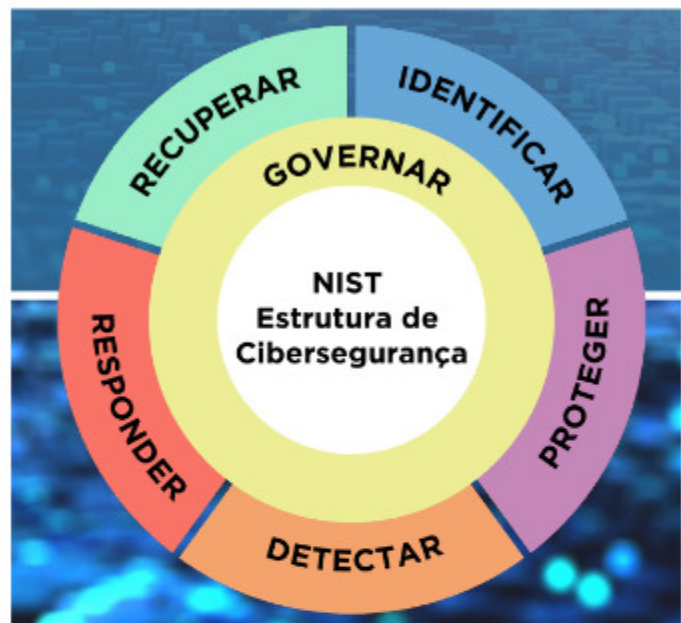 NIST
Estrutura de
Cibersegurança
GOVERNAR
IDENTIFICAR
PROTEGER
DETECTAR
RESPONDER
RECUPERAR